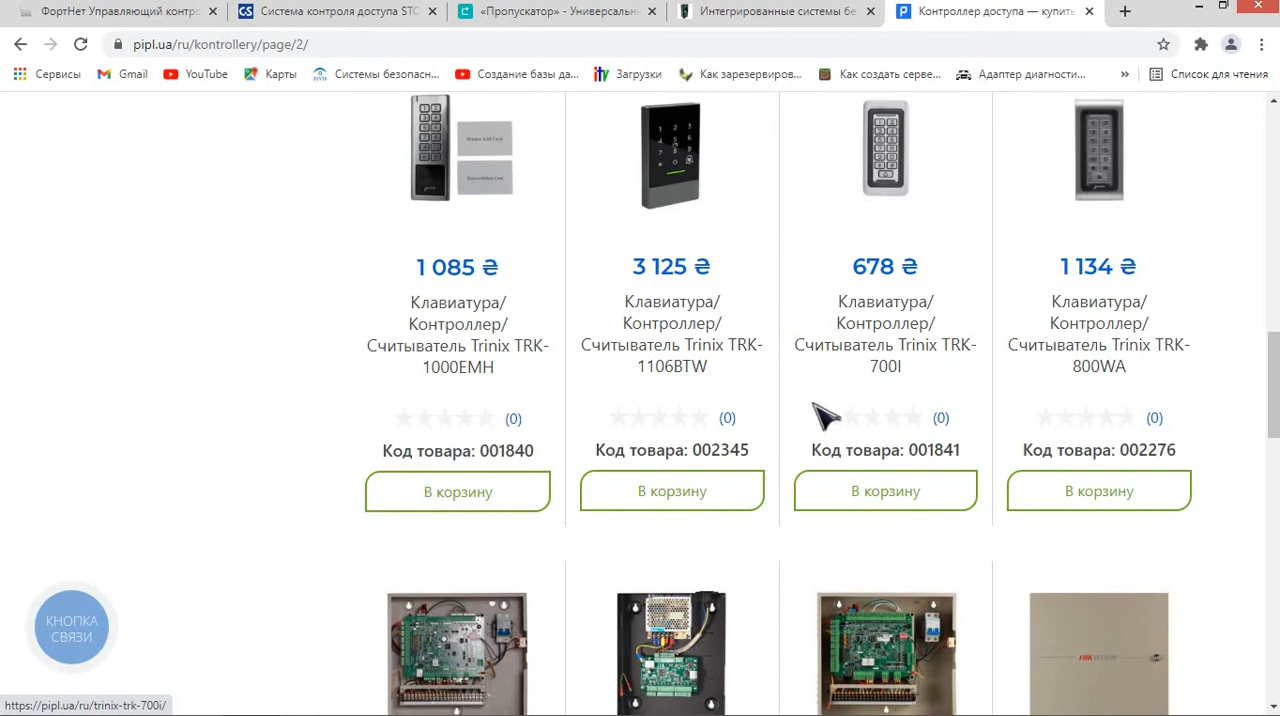 ФортНет Управляющий контро
Система контроля доступа STC
«Пропускатор» - Универсальн
Интегрированные системы бе
Контроллер доступа — купить
pipl.ua/ru/kontrollery/page/2/
Сервисы
Gmail
YouTube
Карты
Системы безопасн...
Создание базы да...
Загрузки
Как зарезервиров...
Как создать серве...
Адаптер диагности...
»
Список для чтения
1 085 ₴
3 125 ₴
678 ₴
1 134 ₴
Клавиатура/
Контроллер/
Считыватель Trinix TRK-
1000EMH
Клавиатура/
Контроллер/
Считыватель Trinix TRK-
1106BTW
Клавиатура/
Контроллер/
Считыватель Trinix TRK-
700I
Клавиатура/
Контроллер/
Считыватель Trinix TRK-
800WA
(0)
(0)
(0)
(0)
Код товара: 001840
Код товара: 002345
Код товара: 001841
Код товара: 002276
В корзину
В корзину
В корзину
В корзину
КНОПКА
СВЯЗИ
HIKVISION
https://pipl.ua/ru/trinix-trk-700i/